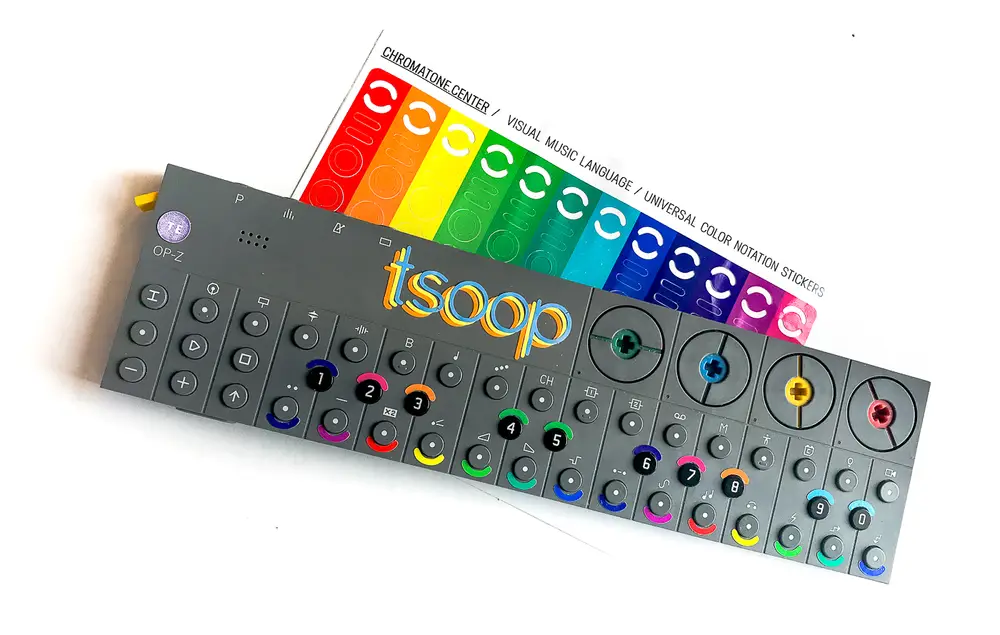 CHROMATONE.CENTER / VISUAL MUSIC LANGUAGE / UNIVERSAL COLOR NOTATION STICKERS
P
TE
OP-Z
tsoop
B
CH
M
1 2 3 4 5 6 7 8 9 0